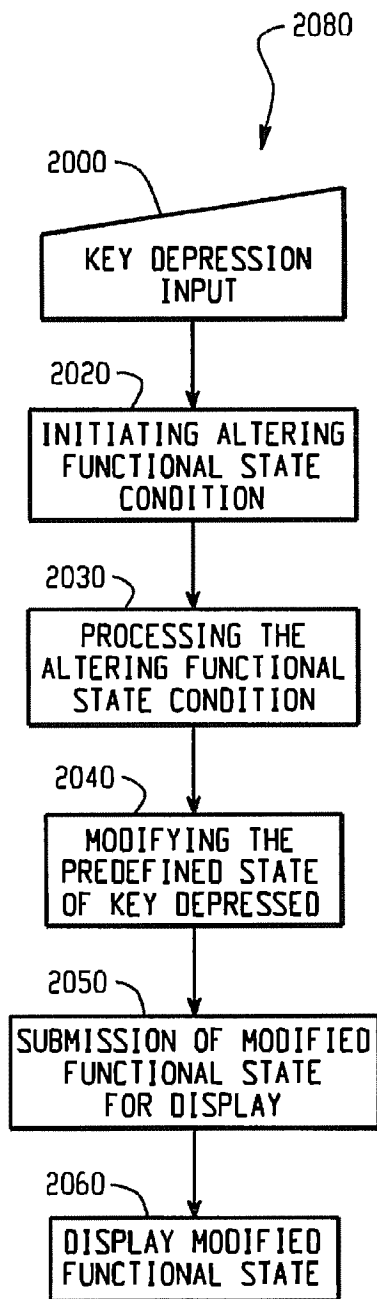 2080
2000
KEY DEPRESSION
INPUT
2020
INITIATING ALTERING
FUNCTIONAL STATE
CONDITION
2030
PROCESSING THE
ALTERING FUNCTIONAL
STATE CONDITION
2040
MODIFYING THE
PREDEFINED STATE
OF KEY DEPRESSED
2050
SUBMISSION OF MODIFIED
FUNCTIONAL STATE
FOR DISPLAY
2060
DISPLAY MODIFIED
FUNCTIONAL STATE